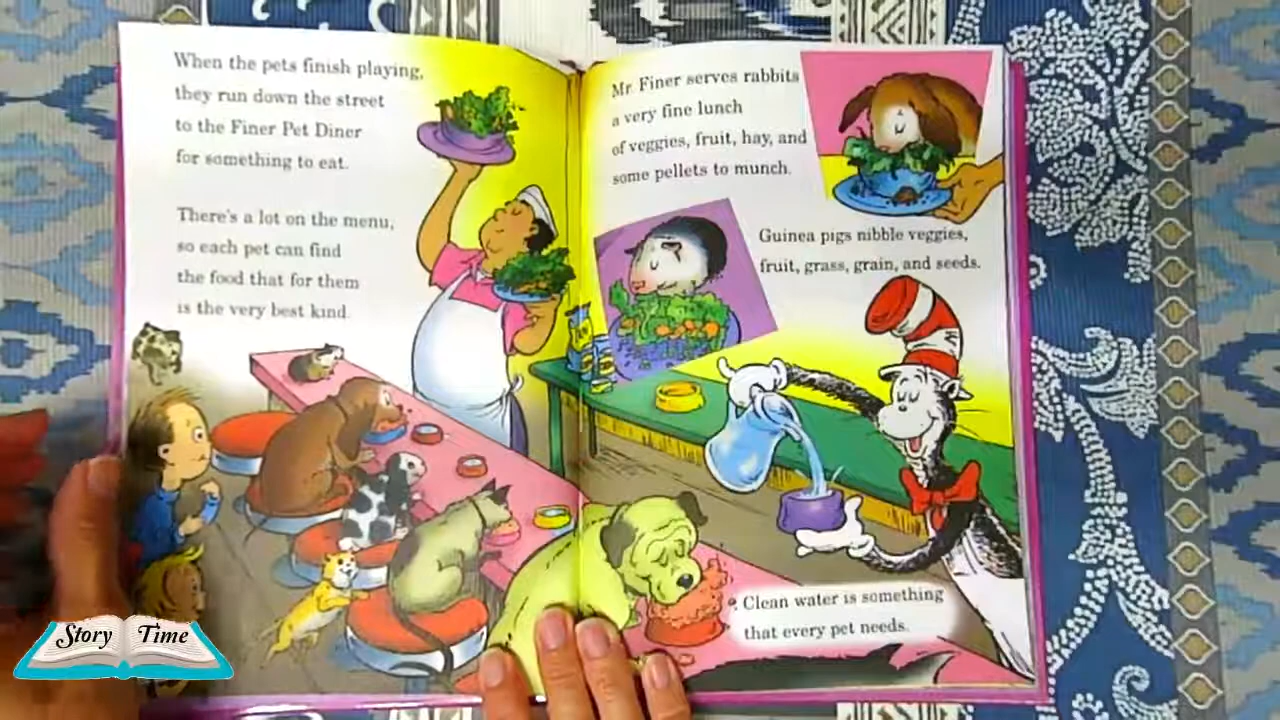 When the pets finish playing,
they run down the street
to the Finer Pet Diner
for something to eat.
There's a lot on the menu,
so each pet can find
the food that for them
is the very best kind.
Mr. Finer serves rabbits
a very fine lunch
of veggies, fruit, hay, and
some pellets to munch.
Guinea pigs nibble veggies,
fruit, grass, grain, and seeds.
Clean water is something
that every pet needs.
Story Time